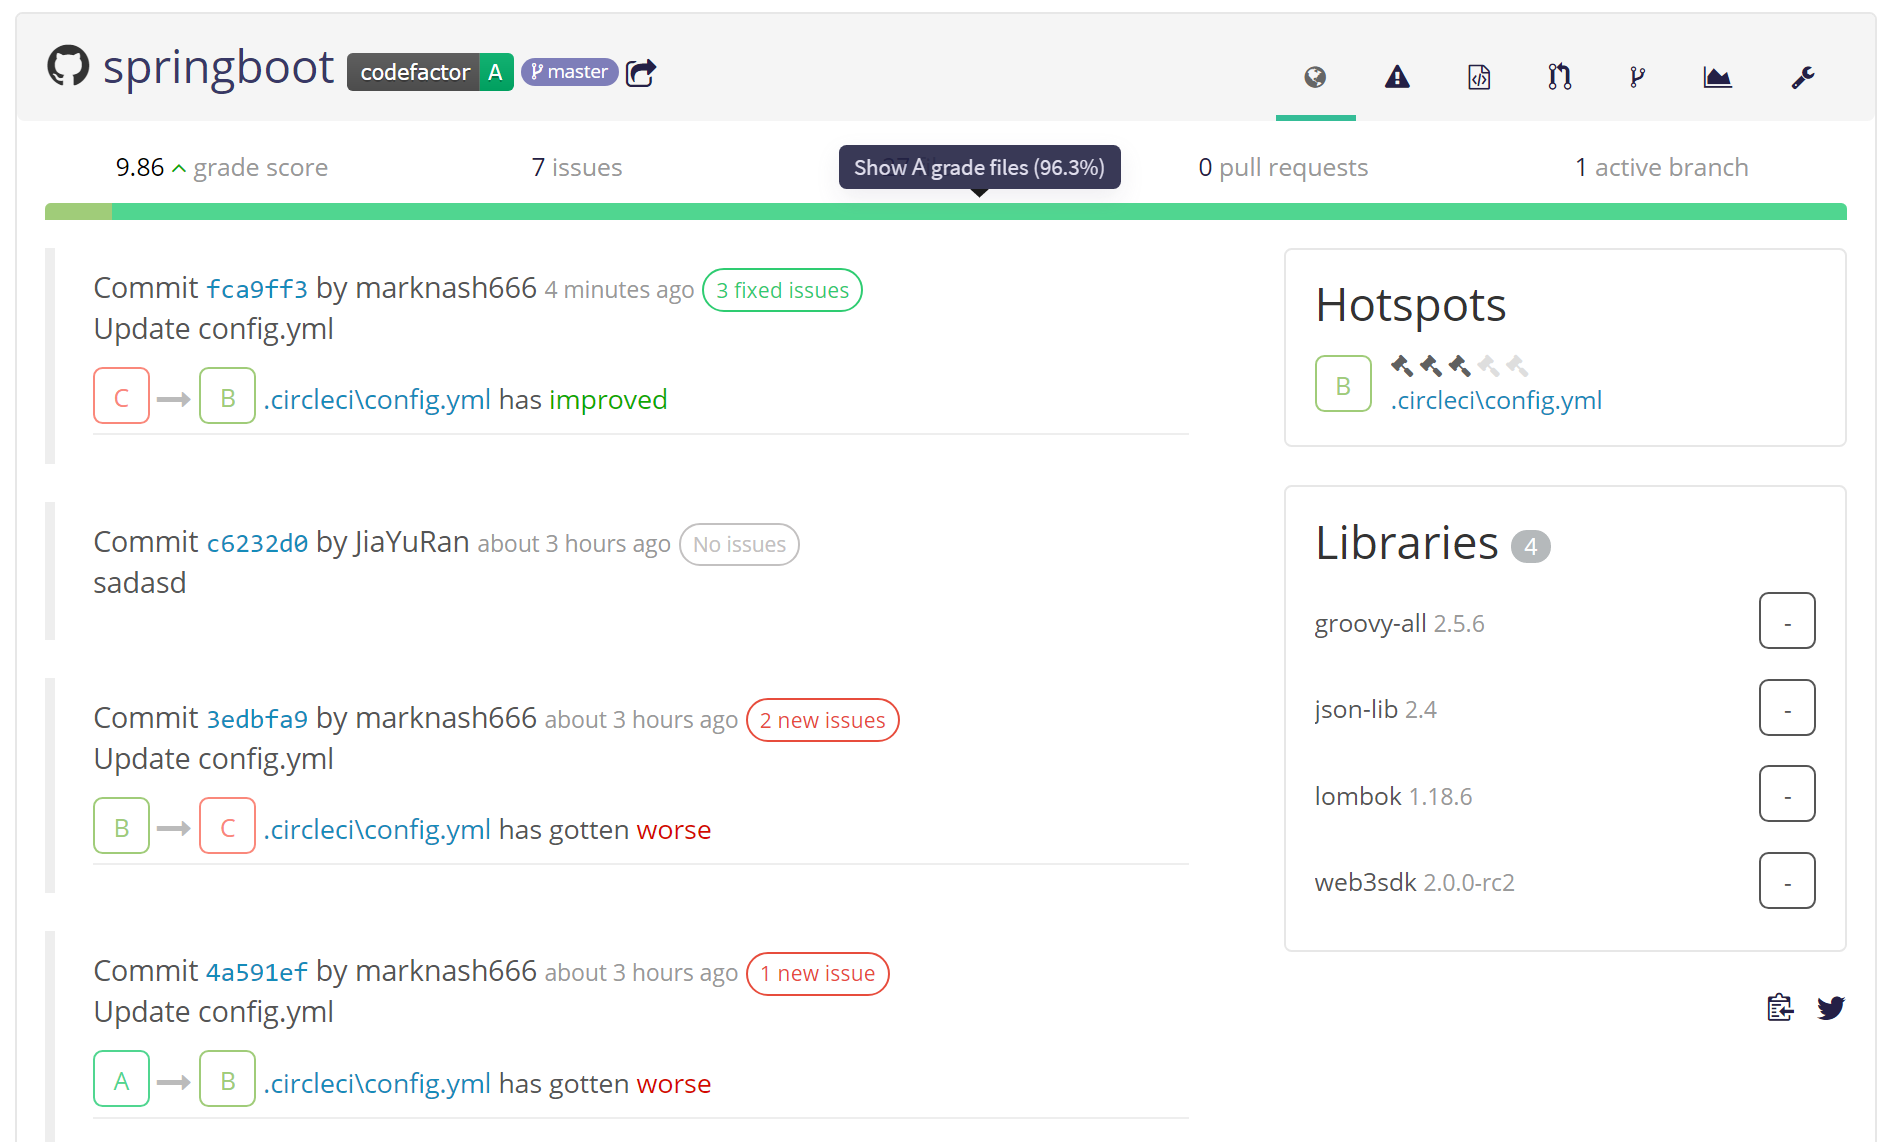 springboot codefactor A master
9.86 grade score 7 issues Show A grade files (96.3%) 0 pull requests 1 active branch
Commit fca9ff3 by marknash666 4 minutes ago 3 fixed issues
Update config.yml
C B .circleci\config.yml has improved
Commit c6232d0 by JiaYuRan about 3 hours ago No issues
sadasd
Commit 3edbfa9 by marknash666 about 3 hours ago 2 new issues
Update config.yml
B C .circleci\config.yml has gotten worse
Commit 4a591ef by marknash666 about 3 hours ago 1 new issue
Update config.yml
A B .circleci\config.yml has gotten worse
Hotspots
B .circleci\config.yml
Libraries 4
groovy-all 2.5.6 -
json-lib 2.4 -
lombok 1.18.6 -
web3sdk 2.0.0-rc2 -